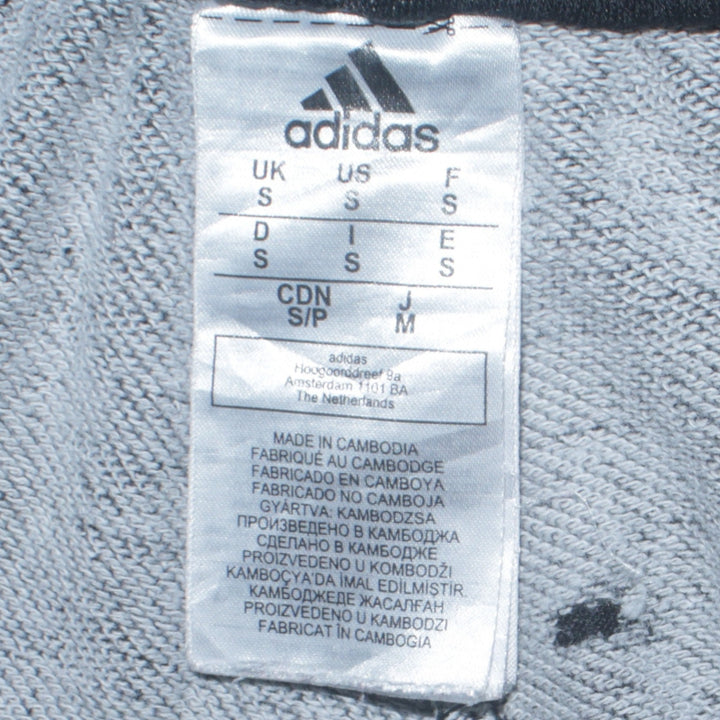 adidas
UK US F
S S S
D I E
S S S
CDN J
S/P M
adidas
Hoogoorddreef 9a
Amsterdam 1101 BA
The Netherlands
MADE IN CAMBODIA
FABRIQUÉ AU CAMBODGE
FABRICADO EN CAMBOYA
FABRICADO NO CAMBOJA
GYÁRTVA: KAMBODZSA
ПРОИЗВЕДЕНО В КАМБОДЖА
СДЕЛАНО В КАМБОДЖЕ
PROIZVEDENO U KOMBODŽI
KAMBOÇYA'DA İMAL EDİLMİŞTİR.
КАМБОДЖЕДЕ ЖАСАЛҒАН
PROIZVEDENO U KAMBODZI
FABRICAT ÎN CAMBOGIA